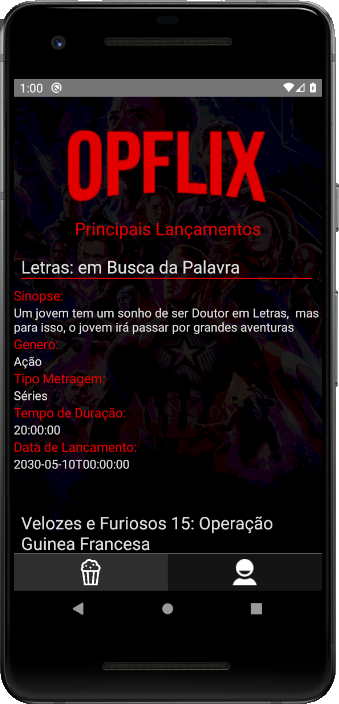 1:00
OPFLIX
Principais Lançamentos
Letras: em Busca da Palavra
Sinopse:
Um jovem tem um sonho de ser Doutor em Letras, mas
para isso, o jovem irá passar por grandes aventuras
Genero:
Ação
Tipo Metragem:
Séries
Tempo de Duração:
20:00:00
Data de Lancamento:
2030-05-10T00:00:00
Velozes e Furiosos 15: Operação
Guinea Francesa